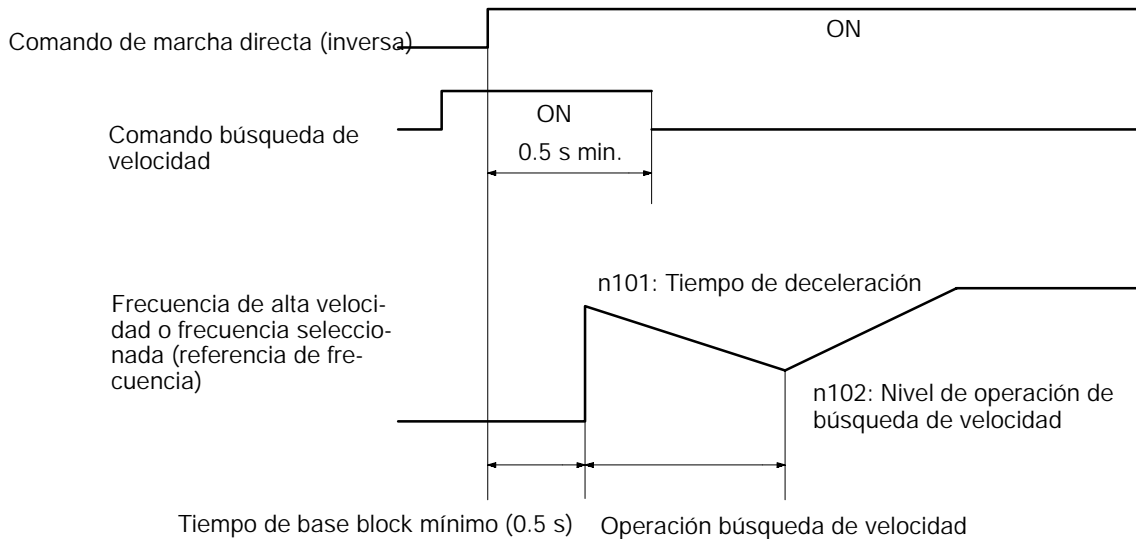 Comando de marcha directa (inversa)
ON
Comando búsqueda de
velocidad
ON
0.5 s min.
n101: Tiempo de deceleración
Frecuencia de alta veloci-
dad o frecuencia seleccio-
nada (referencia de fre-
cuencia)
n102: Nivel de operación de
búsqueda de velocidad
Tiempo de base block mínimo (0.5 s)
Operación búsqueda de velocidad